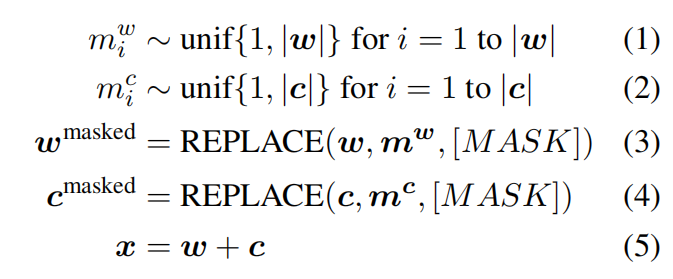 m_i^w ∼ unif{1, |w|} for i = 1 to |w| (1)
m_i^c ∼ unif{1, |c|} for i = 1 to |c| (2)
w^masked = REPLACE(w, m^w, [MASK]) (3)
c^masked = REPLACE(c, m^c, [MASK]) (4)
x = w + c (5)